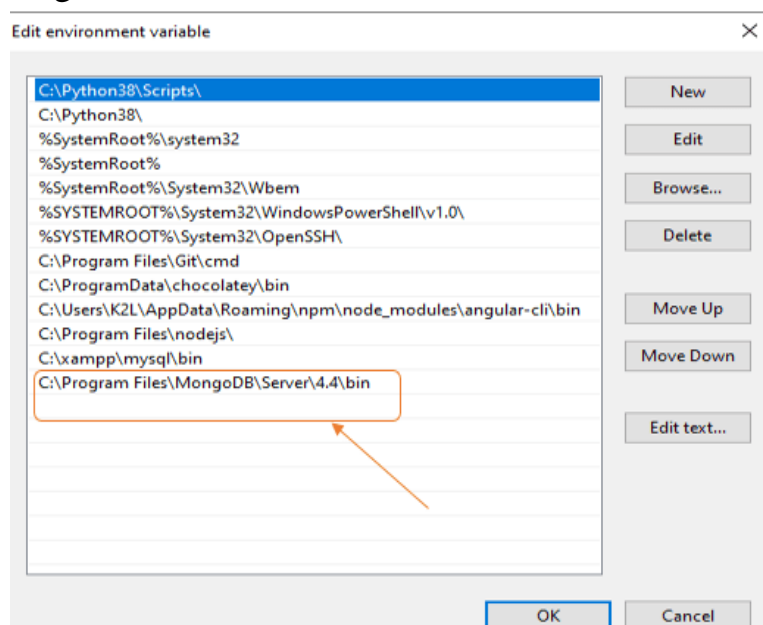 Edit environment variable
C:\Python38\Scripts\
C:\Python38\
%SystemRoot%\system32
%SystemRoot%
%SystemRoot%\System32\Wbem
%SYSTEMROOT%\System32\WindowsPowerShell\v1.0\
%SYSTEMROOT%\System32\OpenSSH\
C:\Program Files\Git\cmd
C:\ProgramData\chocolatey\bin
C:\Users\K2L\AppData\Roaming\npm\node_modules\angular-cli\bin
C:\Program Files\nodejs\
C:\xampp\mysql\bin
C:\Program Files\MongoDB\Server\4.4\bin
New
Edit
Browse...
Delete
Move Up
Move Down
Edit text...
OK
Cancel